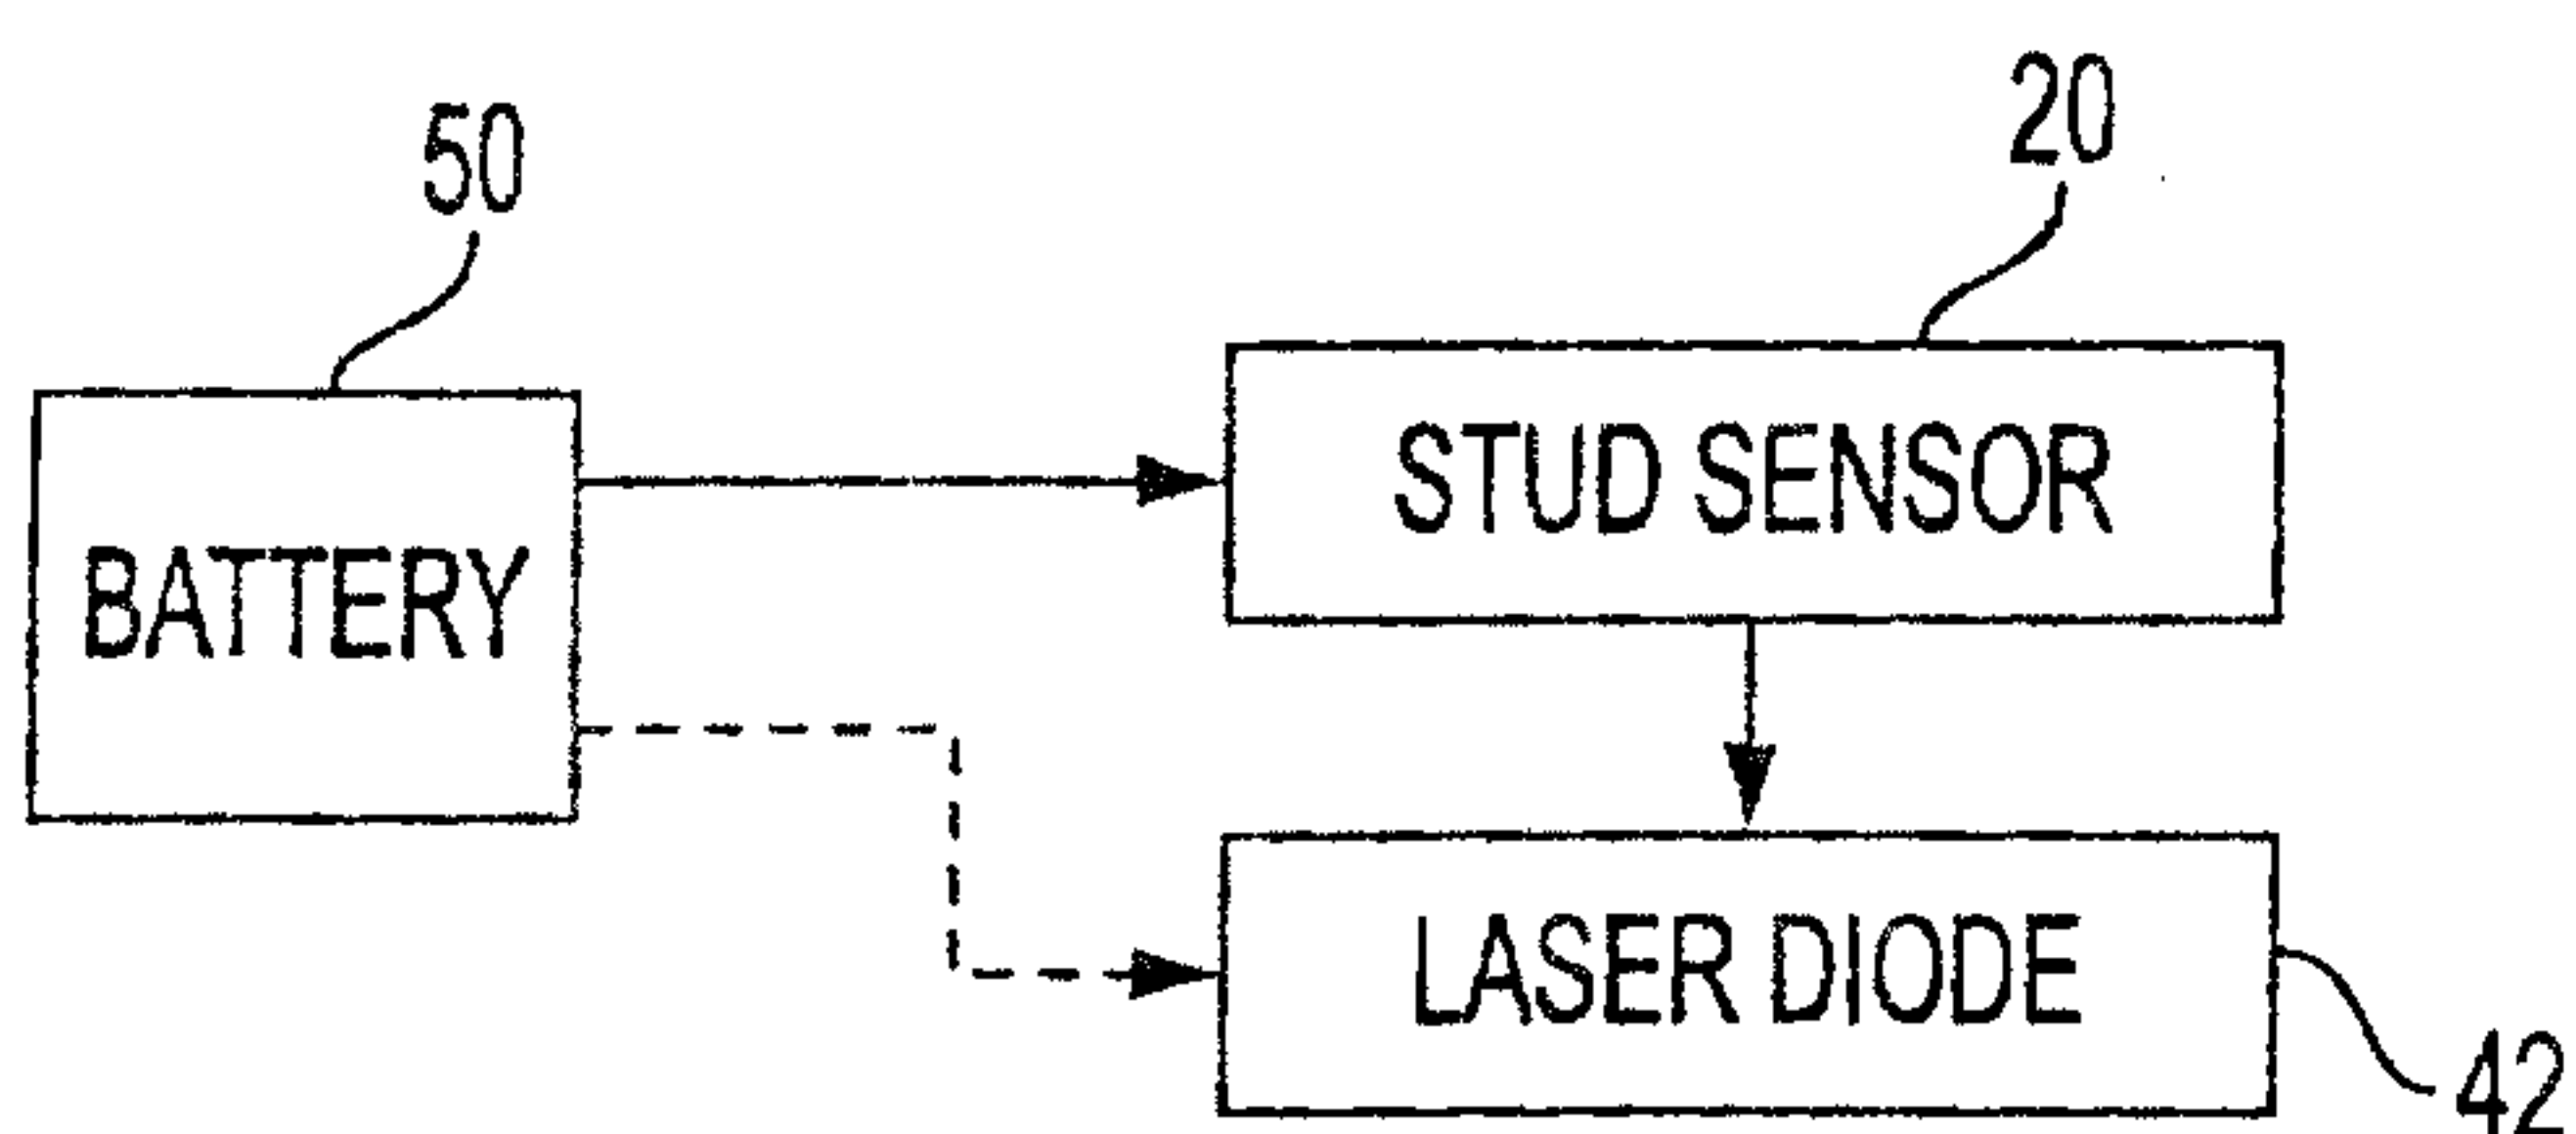 50
20
BATTERY
STUD SENSOR
LASER DIODE
42